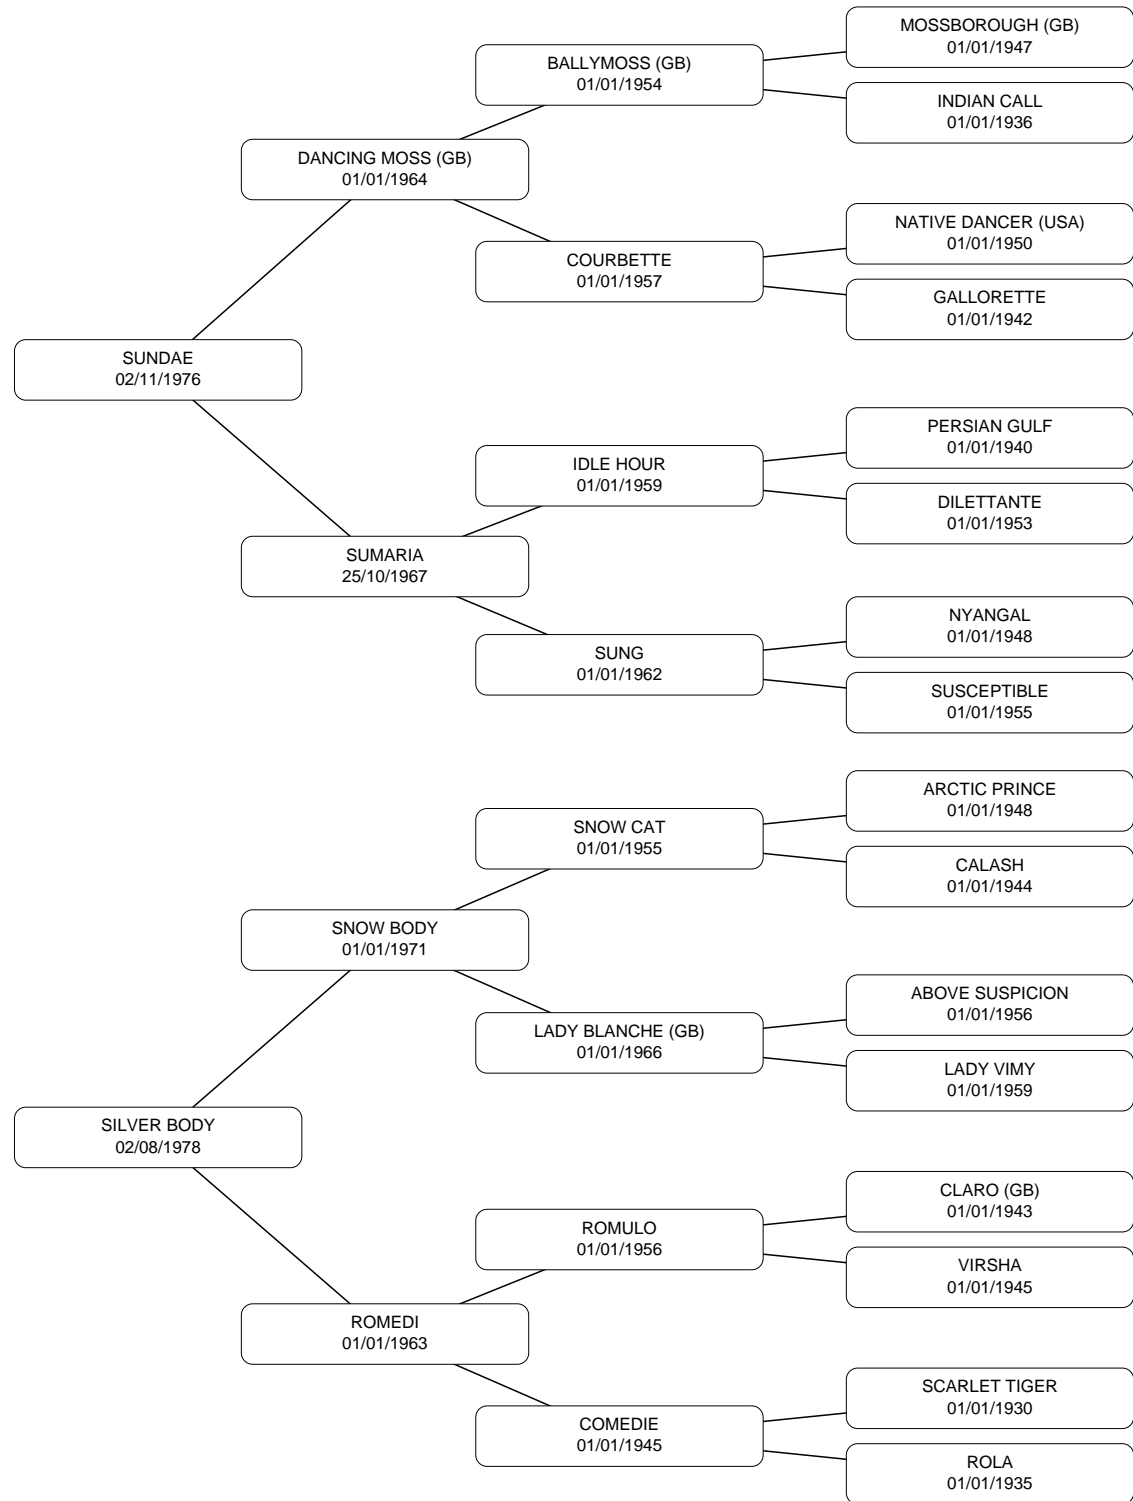 MOSSBOROUGH (GB)
01/01/1947
BALLYMOSS (GB)
01/01/1954
INDIAN CALL
01/01/1936
DANCING MOSS (GB)
01/01/1964
NATIVE DANCER (USA)
01/01/1950
COURBETTE
01/01/1957
GALLORETTE
01/01/1942
SUNDAE
02/11/1976
PERSIAN GULF
01/01/1940
IDLE HOUR
01/01/1959
DILETTANTE
01/01/1953
SUMARIA
25/10/1967
NYANGAL
01/01/1948
SUNG
01/01/1962
SUSCEPTIBLE
01/01/1955
ARCTIC PRINCE
01/01/1948
SNOW CAT
01/01/1955
CALASH
01/01/1944
SNOW BODY
01/01/1971
ABOVE SUSPICION
01/01/1956
LADY BLANCHE (GB)
01/01/1966
LADY VIMY
01/01/1959
SILVER BODY
02/08/1978
CLARO (GB)
01/01/1943
ROMULO
01/01/1956
VIRSHA
01/01/1945
ROMEDI
01/01/1963
SCARLET TIGER
01/01/1930
COMEDIE
01/01/1945
ROLA
01/01/1935